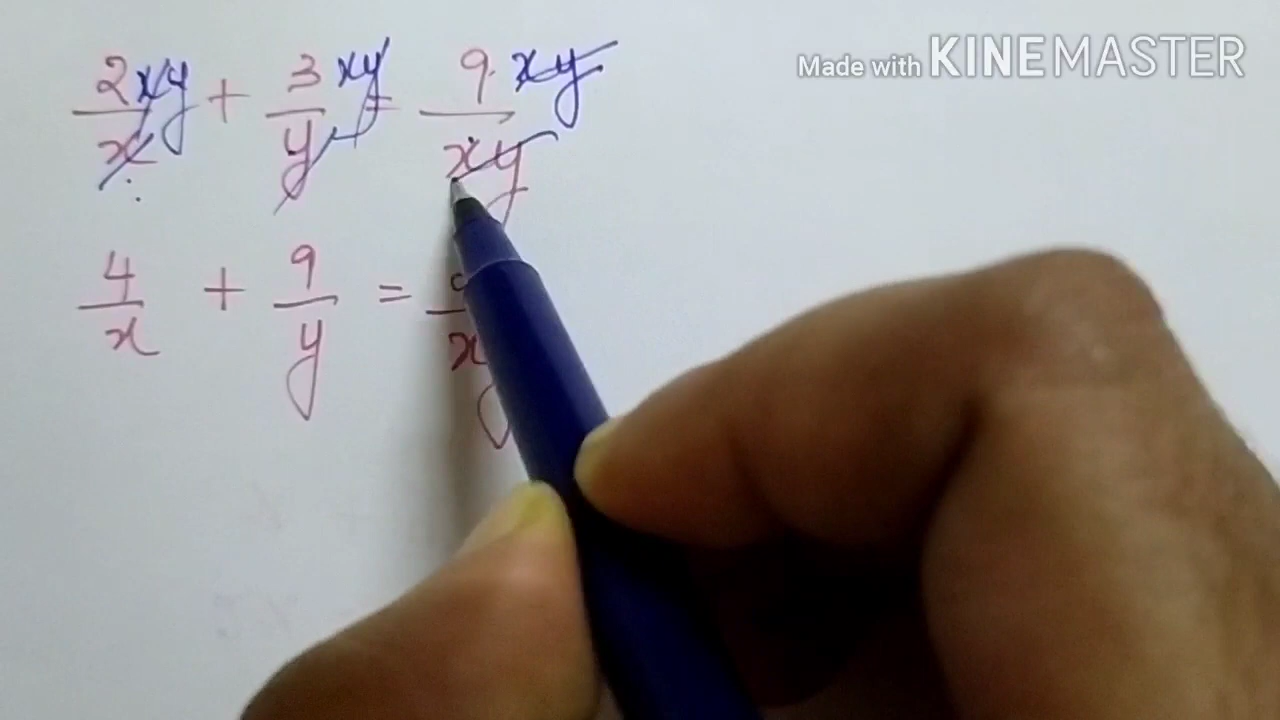 Made with KINEMASTER
2xy/x + 3xy/y = 9xy/xy
4/x + 9/y =